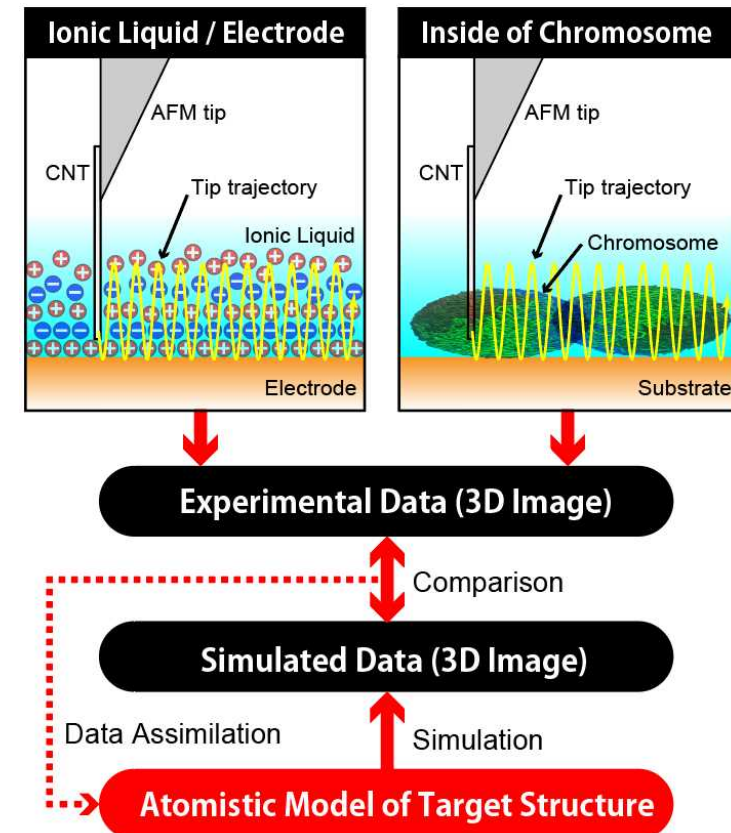 Ionic Liquid / Electrode
AFM tip
CNT
Tip trajectory
Ionic Liquid
Electrode
Inside of Chromosome
AFM tip
CNT
Tip trajectory
Chromosome
Substrate
Experimental Data (3D Image)
Comparison
Simulated Data (3D Image)
Data Assimilation
Simulation
Atomistic Model of Target Structure